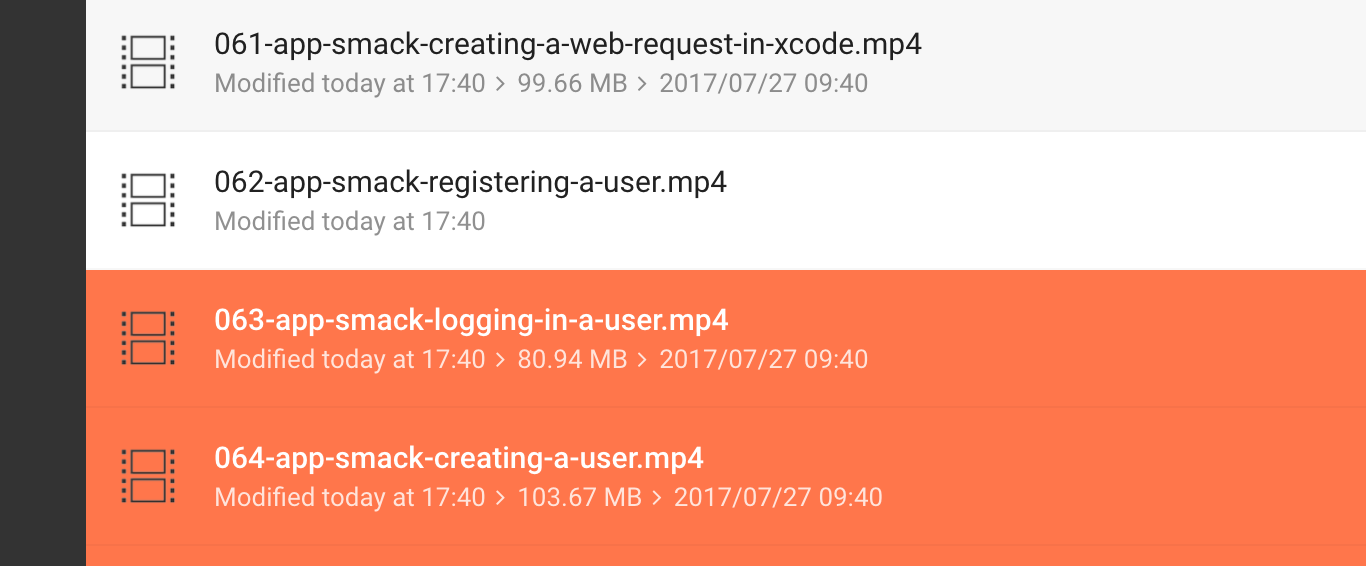 061-app-smack-creating-a-web-request-in-xcode.mp4
Modified today at 17:40 > 99.66 MB > 2017/07/27 09:40
062-app-smack-registering-a-user.mp4
Modified today at 17:40
063-app-smack-logging-in-a-user.mp4
Modified today at 17:40 > 80.94 MB > 2017/07/27 09:40
064-app-smack-creating-a-user.mp4
Modified today at 17:40 > 103.67 MB > 2017/07/27 09:40